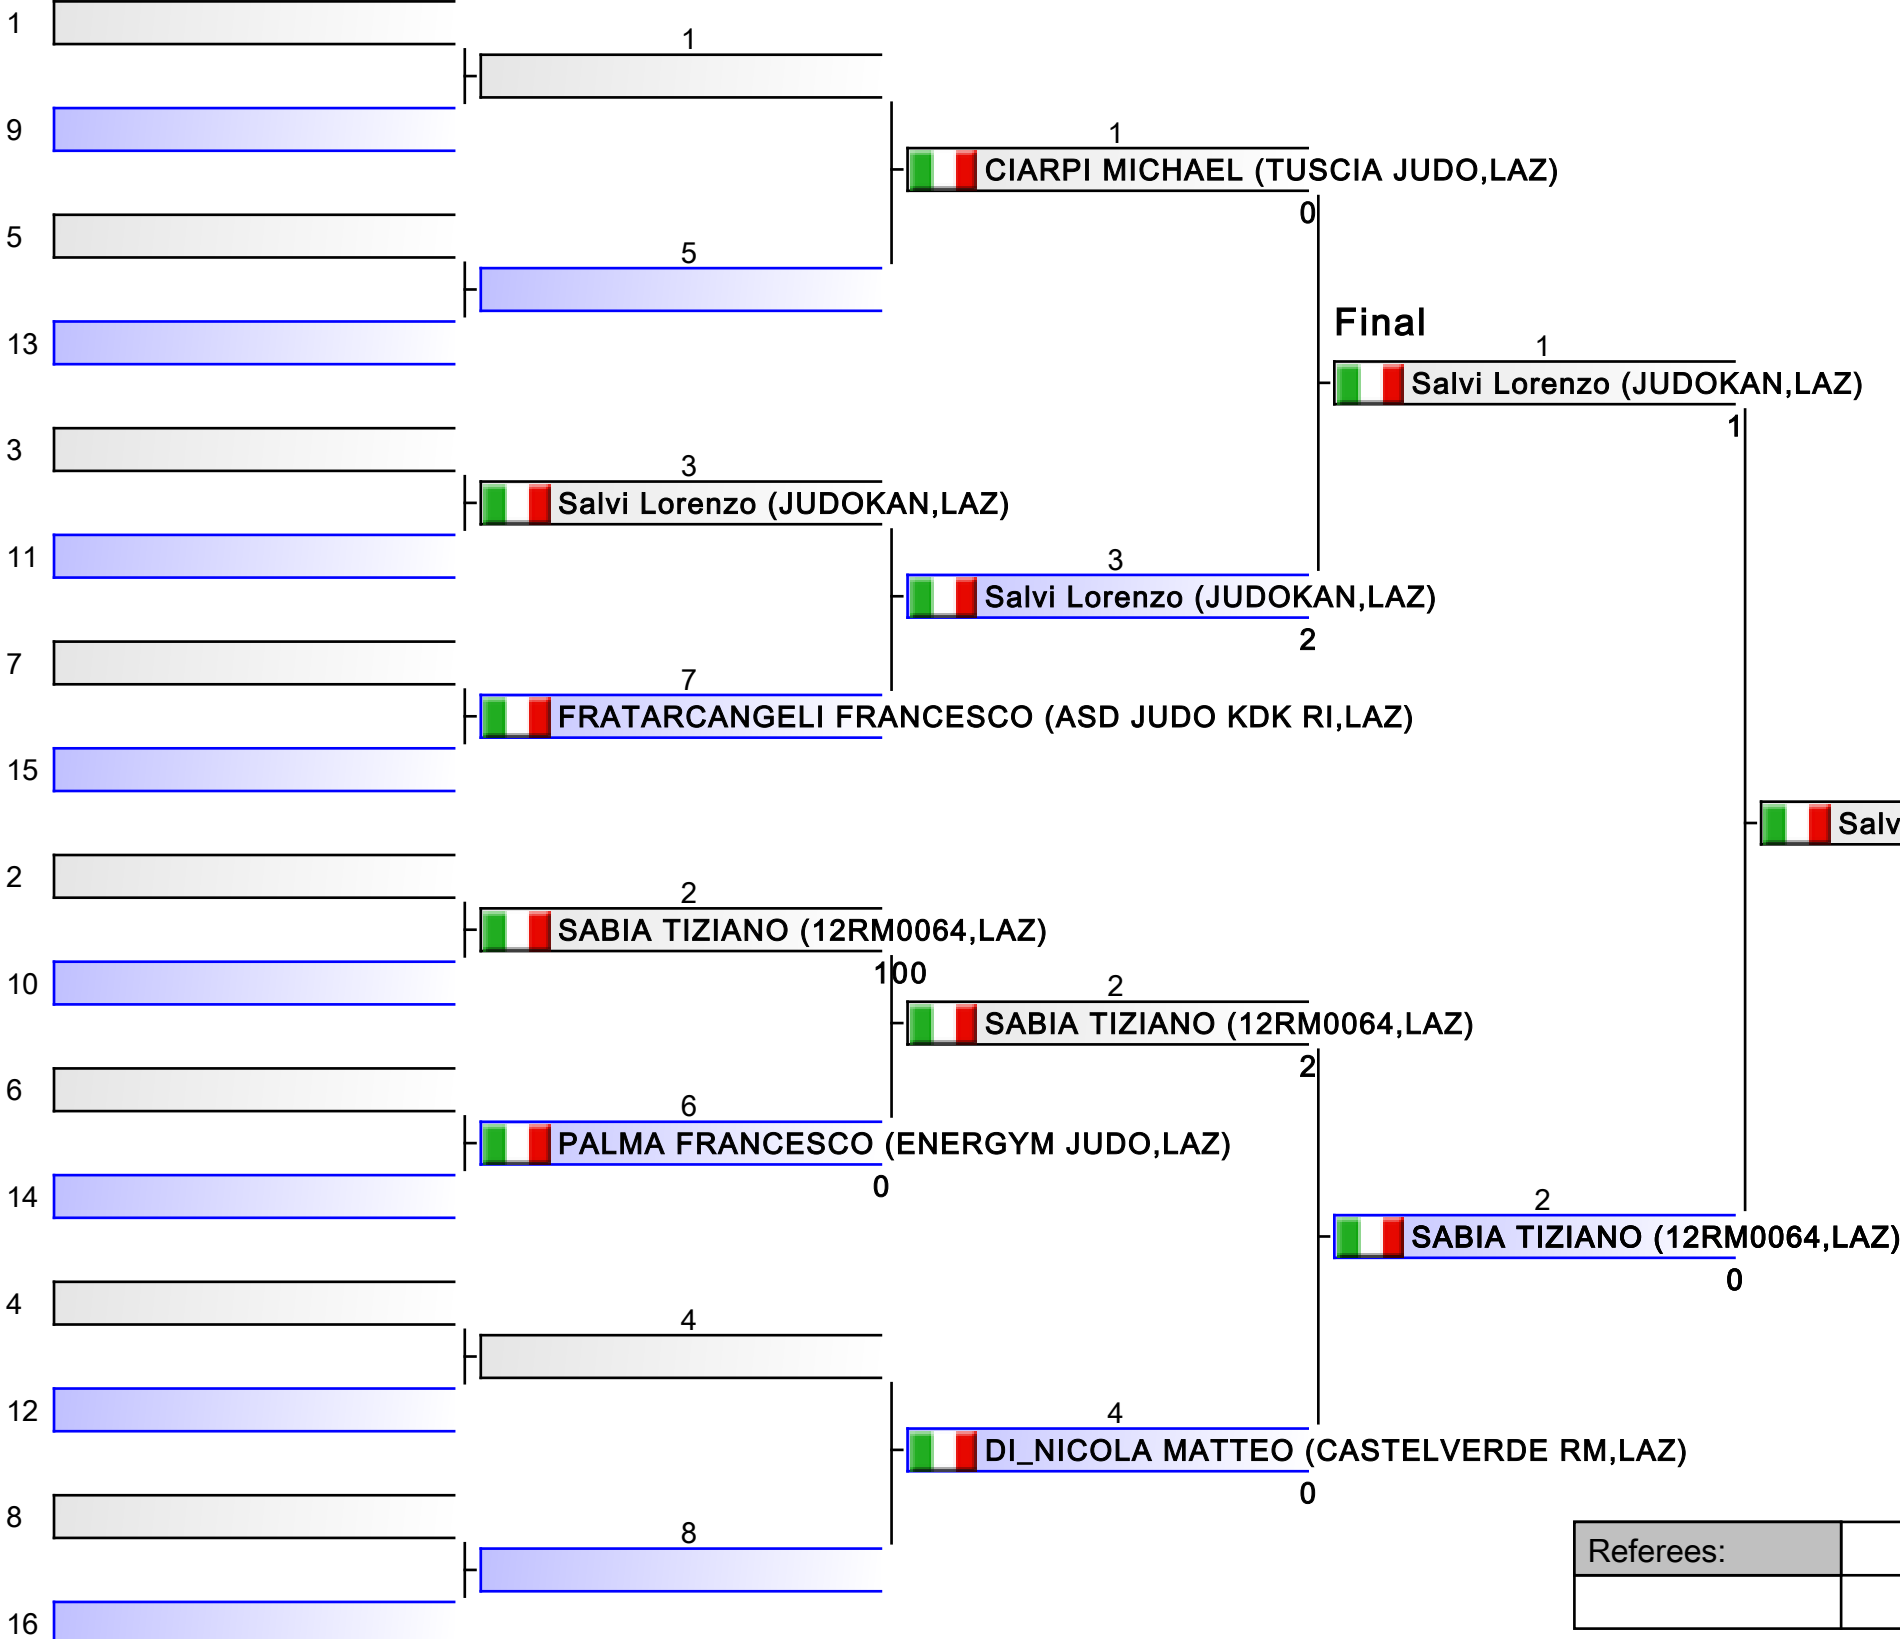 1
9
5
13
3
11
7
15
2
10
6
14
4
12
8
16
1
5
3
Salvi Lorenzo (JUDOKAN,LAZ)
7
FRATARCANGELI FRANCESCO (ASD JUDO KDK RI,LAZ)
2
SABIA TIZIANO (12RM0064,LAZ)
100
6
PALMA FRANCESCO (ENERGYM JUDO,LAZ)
0
4
8
1
CIARPI MICHAEL (TUSCIA JUDO,LAZ)
0
3
Salvi Lorenzo (JUDOKAN,LAZ)
2
2
SABIA TIZIANO (12RM0064,LAZ)
2
4
DI_NICOLA MATTEO (CASTELVERDE RM,LAZ)
0
Final
1
Salvi Lorenzo (JUDOKAN,LAZ)
1
2
SABIA TIZIANO (12RM0064,LAZ)
0
Salv
Referees: